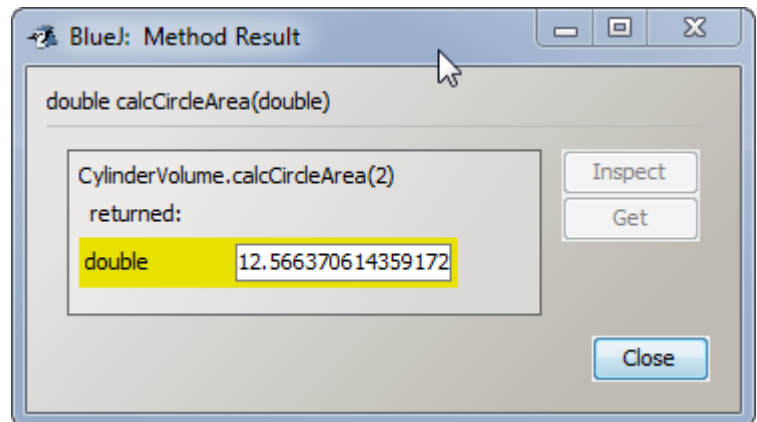 BlueJ: Method Result
double calcCircleArea(double)
CylinderVolume.calcCircleArea(2)
Inspect
returned:
Get
double 12.566370614359172
Close